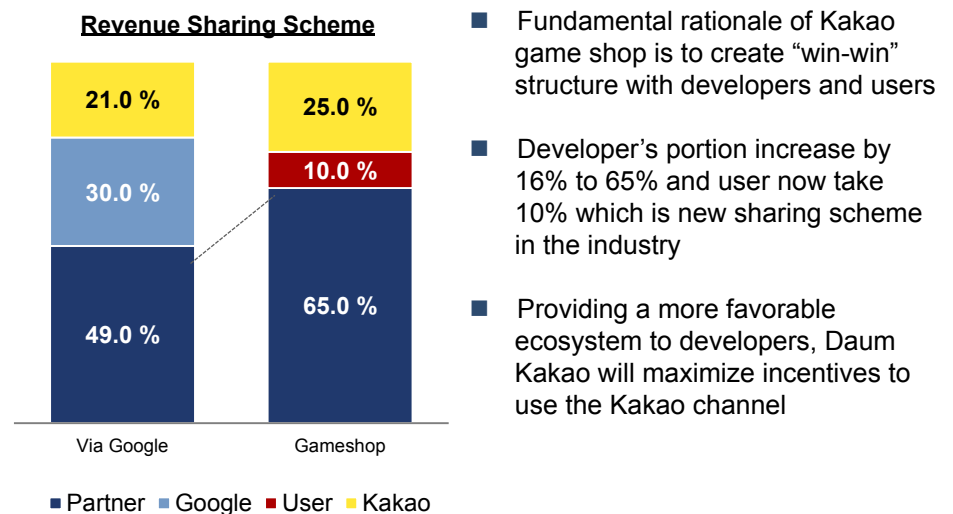 Revenue Sharing Scheme
21.0 %
30.0 %
49.0 %
25.0 %
10.0 %
65.0 %
Via Google
Gameshop
Partner Google User Kakao
Fundamental rationale of Kakao
game shop is to create “win-win”
structure with developers and users
Developer’s portion increase by
16% to 65% and user now take
10% which is new sharing scheme
in the industry
Providing a more favorable
ecosystem to developers, Daum
Kakao will maximize incentives to
use the Kakao channel